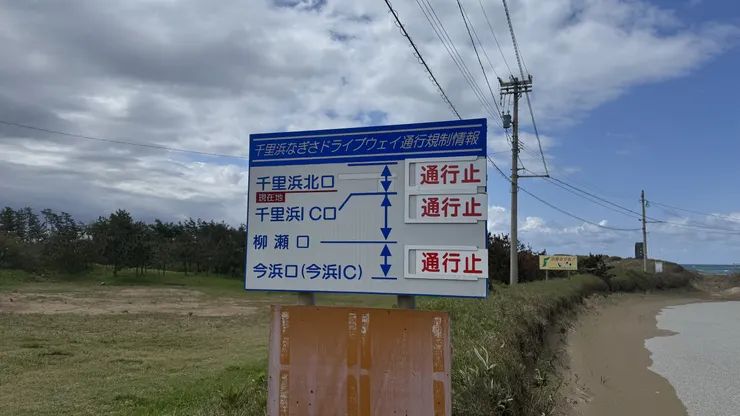 千里浜なぎさドライブウェイ通行規制情報
千里浜北口
通行止
現在地
千里浜IC口
通行止
柳瀬口
通行止
今浜口(今浜IC)